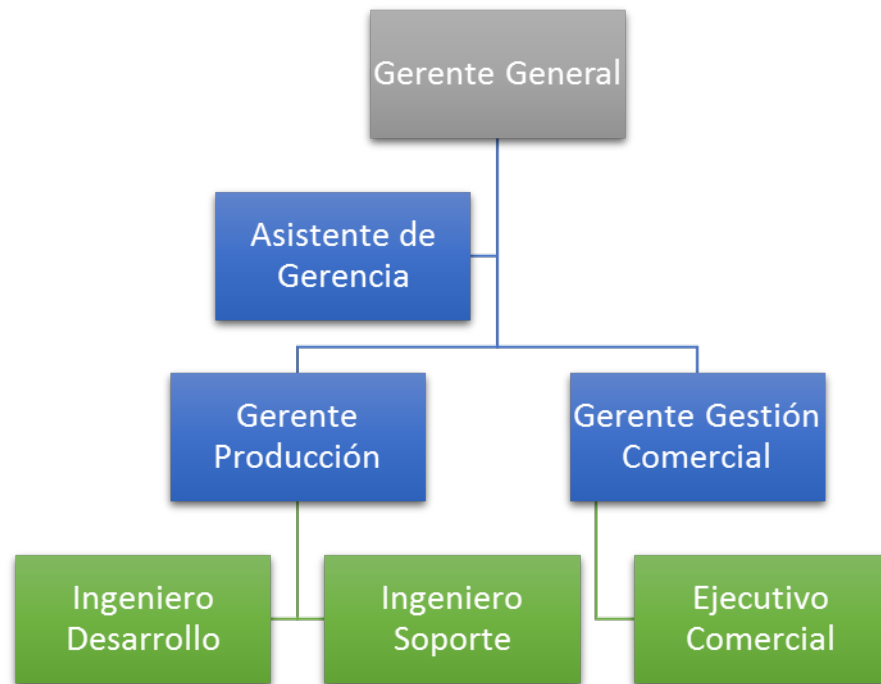 Gerente General
Asistente de
Gerencia
Gerente
Producción
Gerente Gestión
Comercial
Ingeniero
Desarrollo
Ingeniero
Soporte
Ejecutivo
Comercial